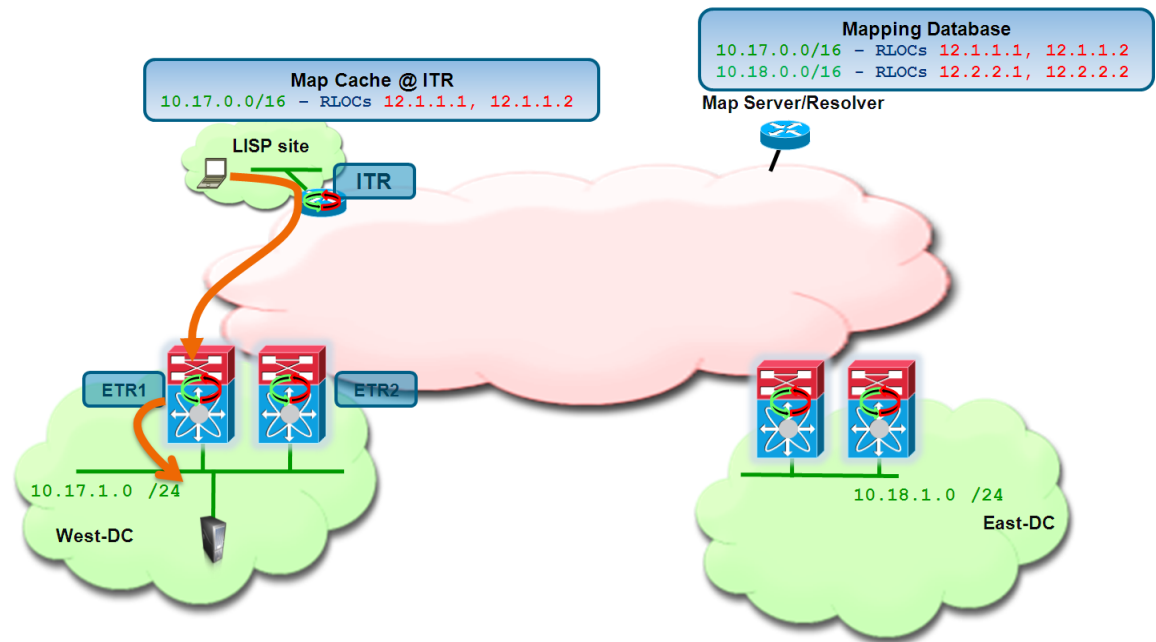 Mapping Database
10.17.0.0/16 – RLOCs 12.1.1.1, 12.1.1.2
10.18.0.0/16 – RLOCs 12.2.2.1, 12.2.2.2
Map Server/Resolver
Map Cache @ ITR
10.17.0.0/16 – RLOCs 12.1.1.1, 12.1.1.2
LISP site
ITR
ETR1
ETR2
10.17.1.0 /24
West-DC
10.18.1.0 /24
East-DC